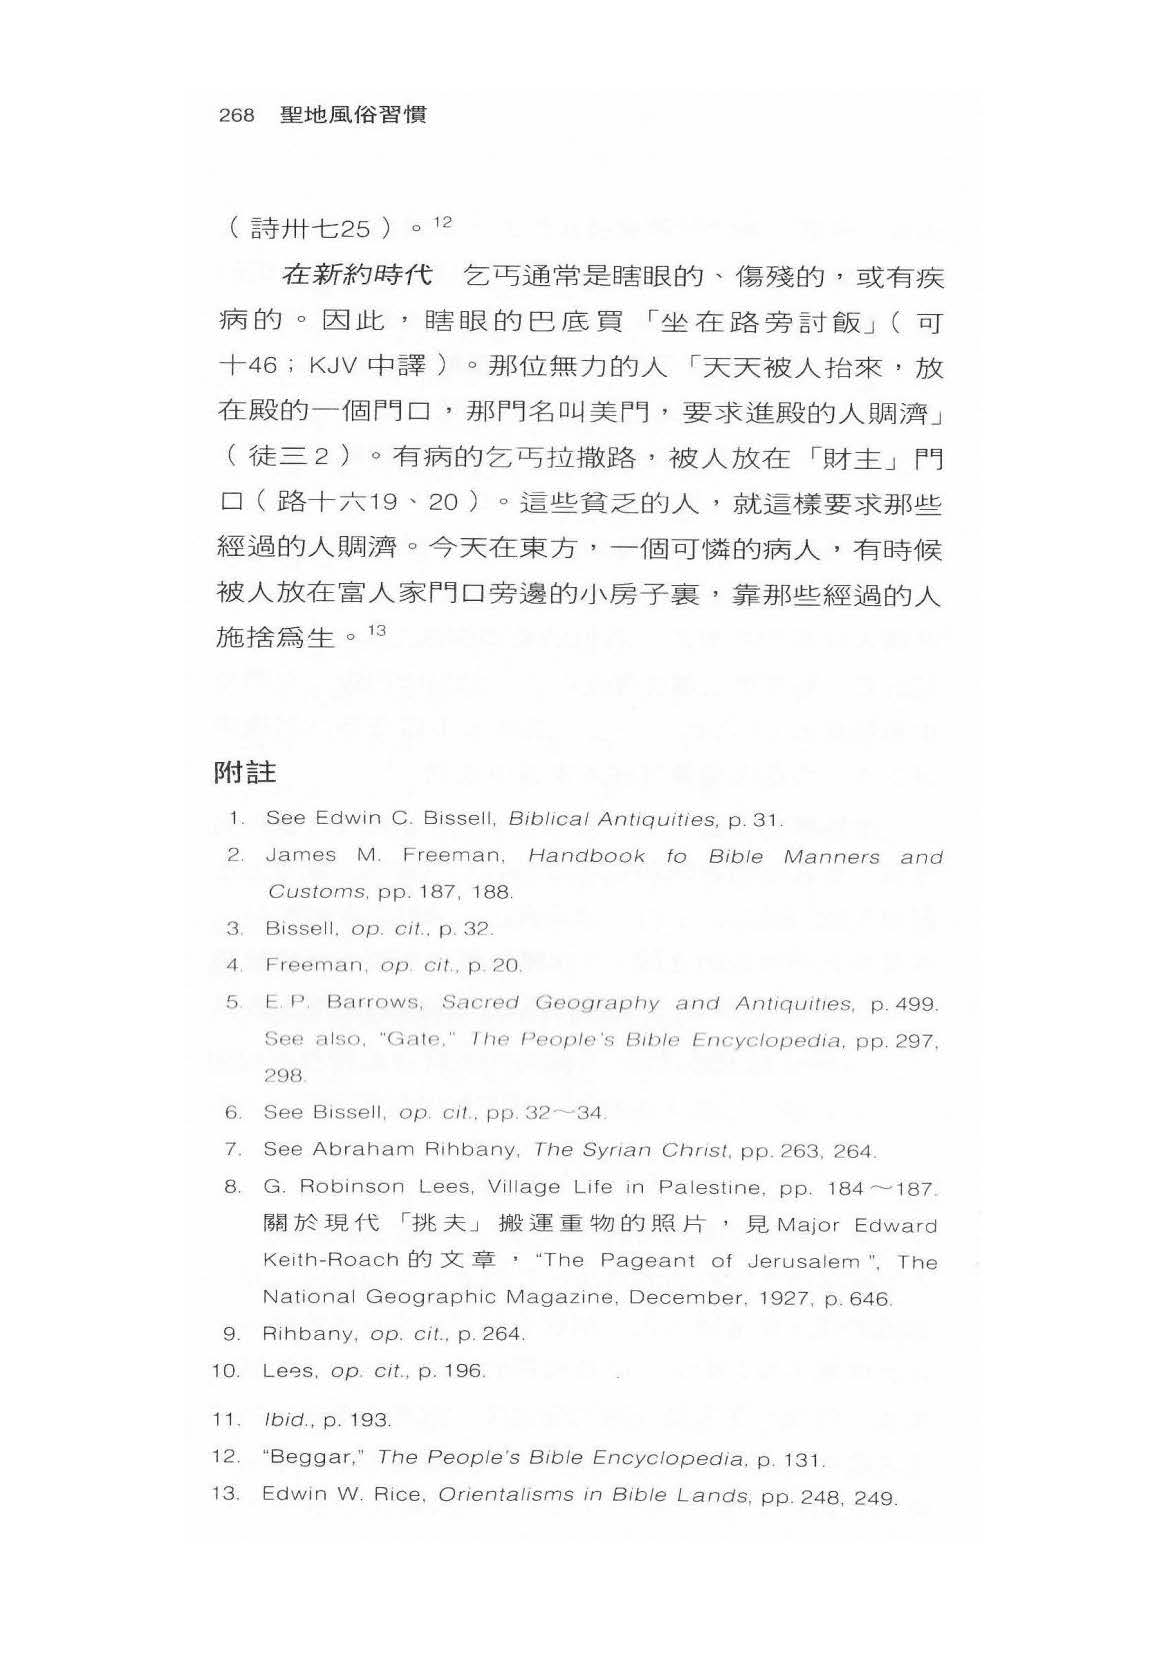 268 聖地風俗習慣
（詩卅七25）。12
在新約時代 乞丐通常是瞎眼的、傷殘的，或有疾
病的。因此，瞎眼的巴底買「坐在路旁討飯」（可
十46；KJV 中譯）。那位無力的人「天天被人抬來，放
在殿的一個門口，那門名叫美門，要求進殿的人賙濟」
（徒三2）。有病的乞丐拉撒路，被人放在「財主」門
口（路十六19、20）。這些貧乏的人，就這樣要求那些
經過的人賙濟。今天在東方，一個可憐的病人，有時候
被人放在富人家門口旁邊的小房子裏，靠那些經過的人
施捨爲生。13
附註
1. See Edwin C. Bissell, Biblical Antiquities, p. 31.
2. James M. Freeman, Handbook fo Bible Manners and
Customs, pp. 187, 188.
3. Bissell, op. cit., p. 32.
4. Freeman, op. cit., p. 20.
5. E. P. Barrows, Sacred Geography and Antiquities, p. 499.
See also, "Gate," The People's Bible Encyclopedia, pp. 297,
298.
6. See Bissell, op. cit., pp. 32～34.
7. See Abraham Rihbany, The Syrian Christ, pp. 263, 264.
8. G. Robinson Lees, Village Life in Palestine, pp. 184～187.
關於現代「挑夫」搬運重物的照片，見 Major Edward
Keith-Roach 的文章，“The Pageant of Jerusalem ”, The
National Geographic Magazine, December, 1927, p. 646.
9. Rihbany, op. cit., p. 264.
10. Lees, op. cit., p. 196.
11. Ibid., p. 193.
12. “Beggar,” The People's Bible Encyclopedia, p. 131.
13. Edwin W. Rice, Orientalisms in Bible Lands, pp. 248, 249.